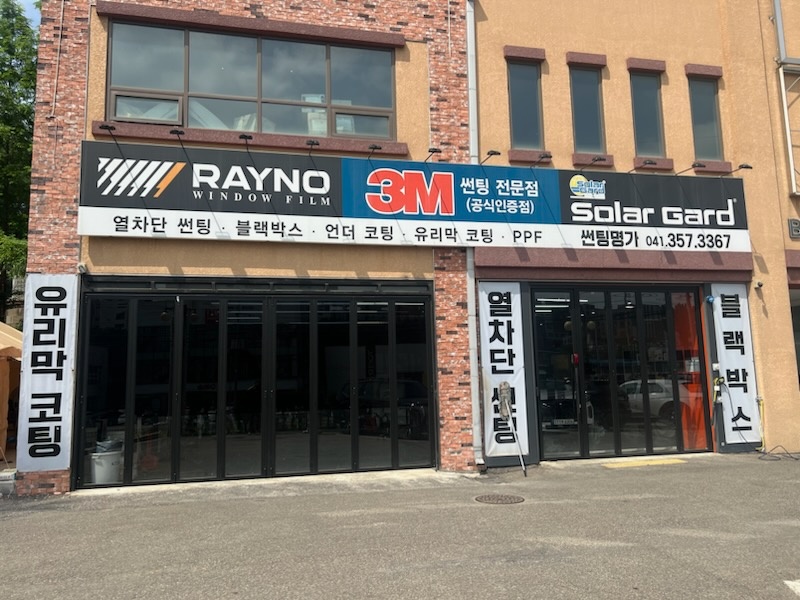 RAYNO
WINDOW FILM
3M
썬팅 전문점
(공식인증점)
Solar GARD
Solar Gard
열차단 썬팅 · 블랙박스 · 언더 코팅 · 유리막 코팅 · PPF
썬팅명가 041.357.3367
유리막 코팅
열차단 썬팅
블랙박스